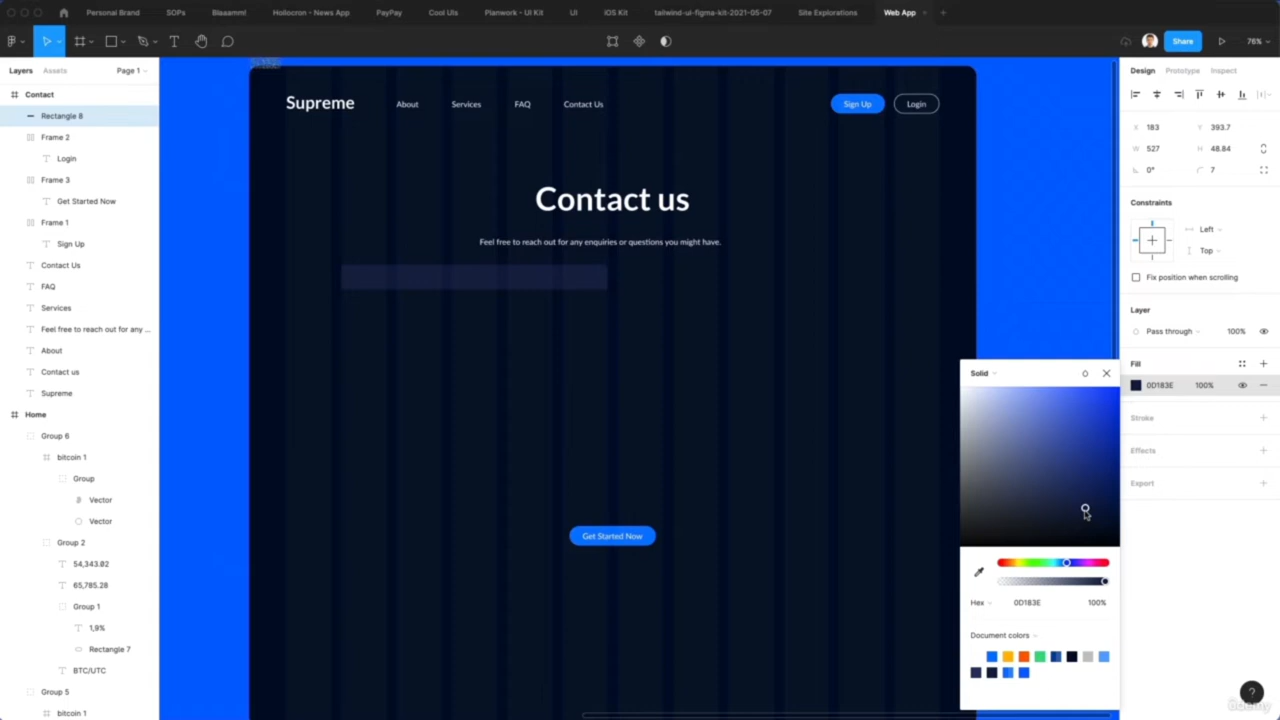 Personal Brand SOPs Blaaamm! Holocron - News App PayPay Cool UIs Planwork - UI Kit UI iOS Kit tailwind-ui-figma-kit-2021-05-07 Site Explorations Web App
Share 76%
Layers Assets Page 1
Contact
Rectangle 8
Frame 2
Login
Frame 3
Get Started Now
Frame 1
Sign Up
Contact Us
FAQ
Services
Feel free to reach out for any ...
About
Contact us
Supreme
Home
Group 6
bitcoin 1
Group
Vector
Vector
Group 2
54,343.02
65,785.28
Group 1
1,9%
Rectangle 7
BTC/UTC
Group 5
bitcoin 1
Supreme About Services FAQ Contact Us Sign Up Login
Contact us
Feel free to reach out for any enquiries or questions you might have.
Get Started Now
Solid
Hex 0D183E 100%
Document colors
Design Prototype Inspect
X 183 Y 393.7
W 527 H 48.84
0° 7
Constraints
Left
Top
Fix position when scrolling
Layer
Pass through 100%
Fill
0D183E 100%
Stroke
Effects
Export
?
ûdemy